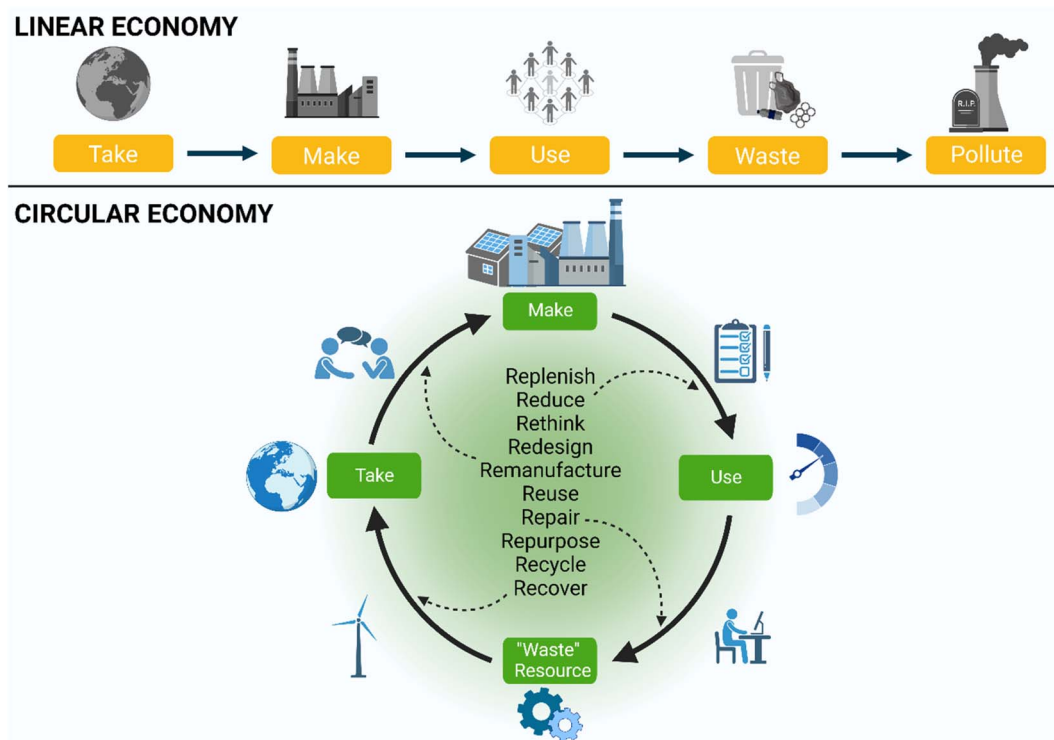 LINEAR ECONOMY
R.I.P.
Take
Make
Use
Waste
Pollute
CIRCULAR ECONOMY
Make
Replenish
Reduce
Rethink
Redesign
Remanufacture
Reuse
Repair
Repurpose
Recycle
Recover
Take
Use
"Waste"
Resource